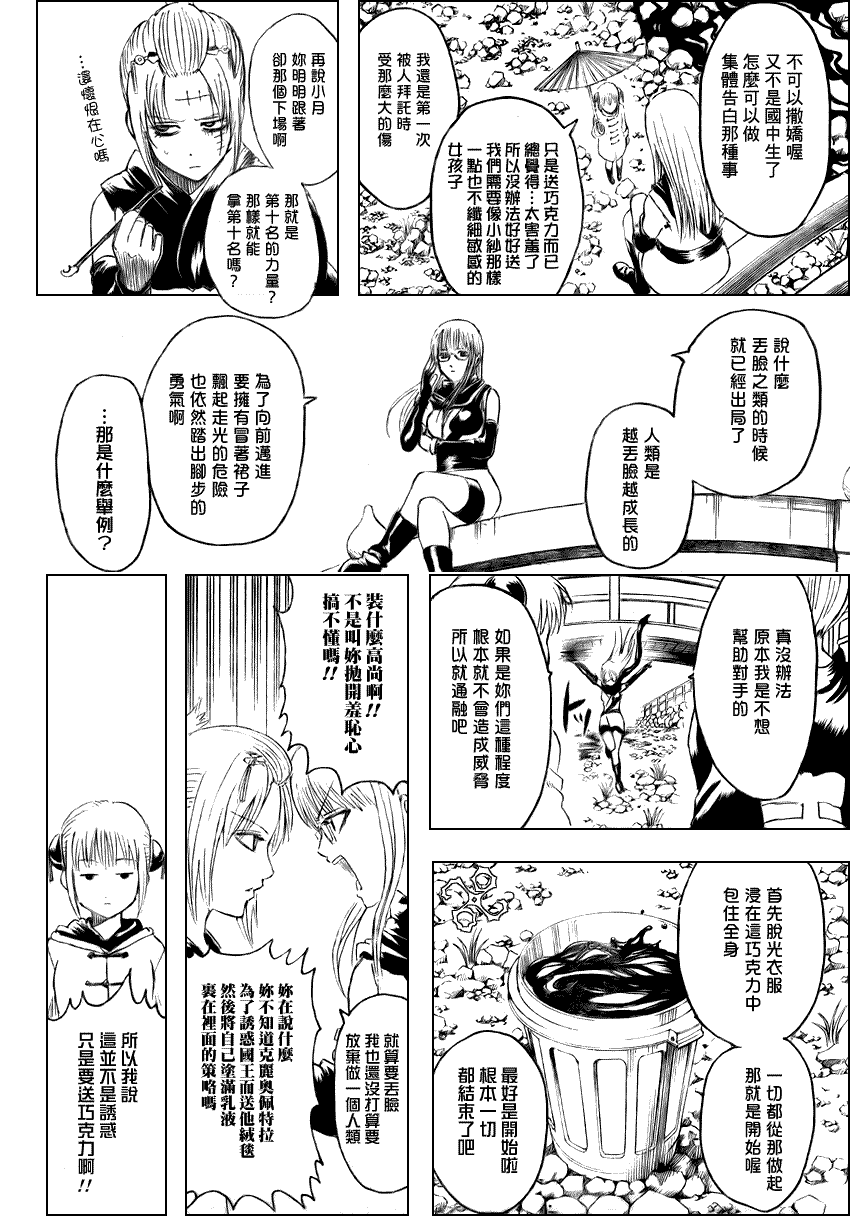 不可以撒嬌喔
又不是國中生了
怎麼可以做
集體告白那種事
只是送巧克力而已
總覺得…太害羞了
所以沒辦法好好送
我們需要像小紗那樣
一點也不纖細敏感的
女孩子
我還是第一次
被人拜託時
受那麼大的傷
再說小月
妳明明跟著
卻那個下場啊
…還懷恨在心嗎
那就是
第十名的力量？
那樣就能
拿第十名嗎？
說什麼
丟臉之類的時候
就已經出局了
人類是
越丟臉越成長的
為了向前邁進
要擁有冒著裙子
飄起走光的危險
也依然踏出腳步的
勇氣啊
…那是什麼舉例？
真沒辦法
原本我是不想
幫助對手的
如果是妳們這種程度
根本就不會造成威脅
所以就通融吧
首先脫光衣服
浸在這巧克力中
包住全身
一切都從那做起
那就是開始喔
最好是開始啦
根本一切
都結束了吧
裝什麼高尚啊!!
不是叫妳拋開羞恥心
搞不懂嗎!!
就算要丟臉
我也還沒打算要
放棄做一個人類
妳在說什麼
妳不知道克麗奧佩特拉
為了誘惑國王而送他絨毯
然後將自己塗滿乳液
裹在裡面的策略嗎
所以我說
這並不是誘惑
只是要送巧克力啊!!